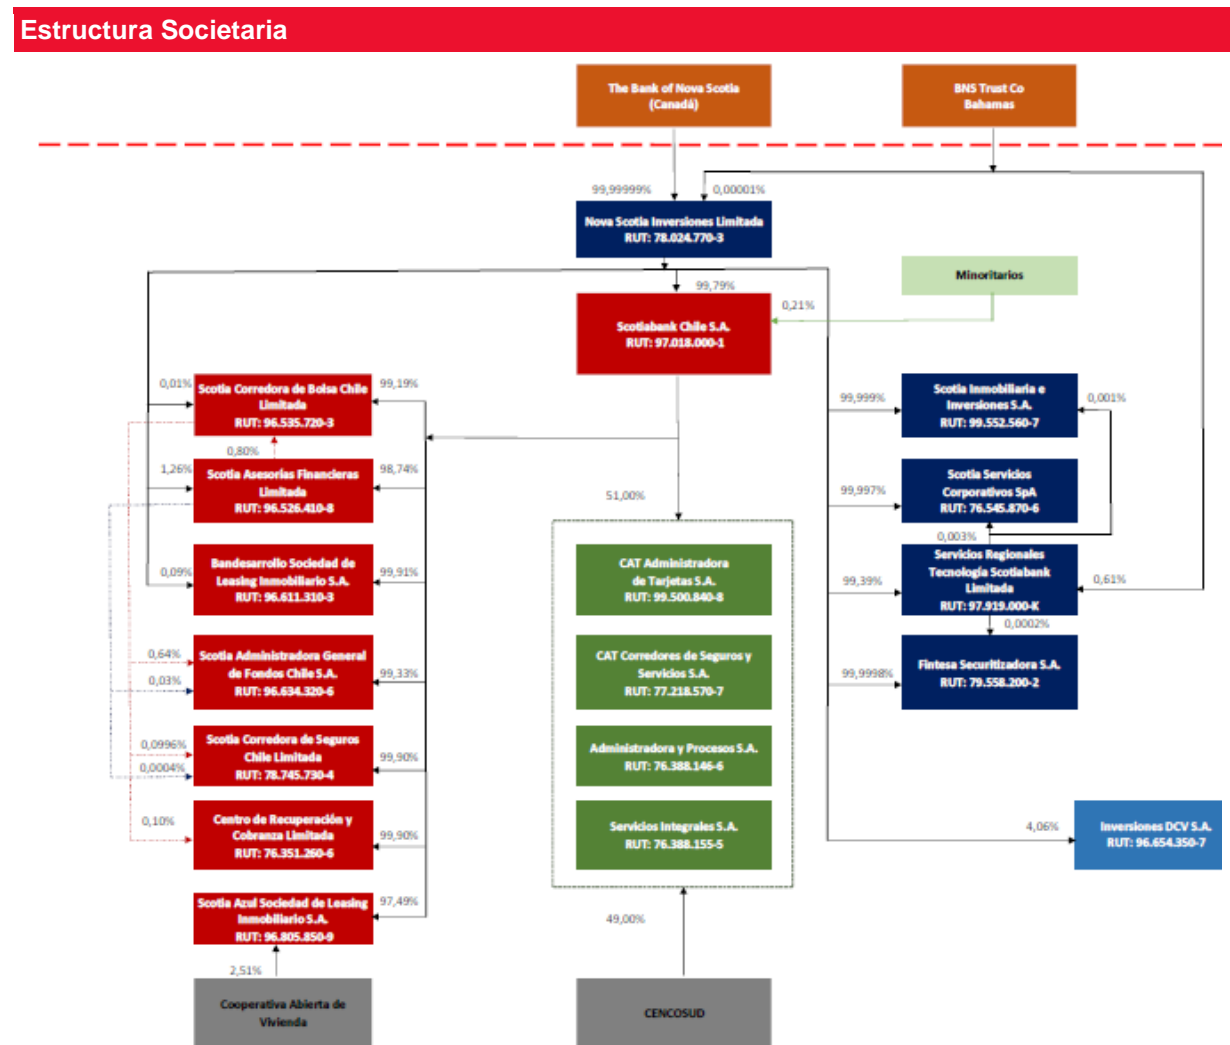 Estructura Societaria
The Bank of Nova Scotia
(Canadá)
BNS Trust Co
Bahamas
99,99999%
0,00001%
Nova Scotia Inversiones Limitada
RUT: 78.024.770-3
Minoritarios
99,79%
0,21%
Scotiabank Chile S.A.
RUT: 97.018.000-1
0,01%
Scotia Corredora de Bolsa Chile
Limitada
RUT: 96.535.720-3
99,19%
0,80%
1,26%
Scotia Asesorías Financieras
Limitada
RUT: 96.526.410-8
98,74%
0,09%
Bandesarrollo Sociedad de
Leasing Inmobiliario S.A.
RUT: 96.611.310-3
99,91%
0,64%
0,03%
Scotia Administradora General
de Fondos Chile S.A.
RUT: 96.634.320-6
99,33%
0,0996%
0,0004%
Scotia Corredora de Seguros
Chile Limitada
RUT: 78.745.730-4
99,90%
0,10%
Centro de Recuperación y
Cobranza Limitada
RUT: 76.351.260-6
99,90%
Scotia Azul Sociedad de Leasing
Inmobiliario S.A.
RUT: 96.805.850-9
97,49%
2,51%
Cooperativa Abierta de
Vivienda
51,00%
CAT Administradora
de Tarjetas S.A.
RUT: 99.500.840-8
CAT Corredores de Seguros y
Servicios S.A.
RUT: 77.218.570-7
Administradora y Procesos S.A.
RUT: 76.388.146-6
Servicios Integrales S.A.
RUT: 76.388.155-5
49,00%
CENCOSUD
99,999%
Scotia Inmobiliaria e
Inversiones S.A.
RUT: 99.552.560-7
0,001%
99,997%
Scotia Servicios
Corporativos SpA
RUT: 76.545.870-6
0,003%
99,39%
Servicios Regionales
Tecnología Scotiabank
Limitada
RUT: 97.919.000-K
0,61%
0,0002%
99,9998%
Fintesa Securitizadora S.A.
RUT: 79.558.200-2
4,06%
Inversiones DCV S.A.
RUT: 96.654.350-7